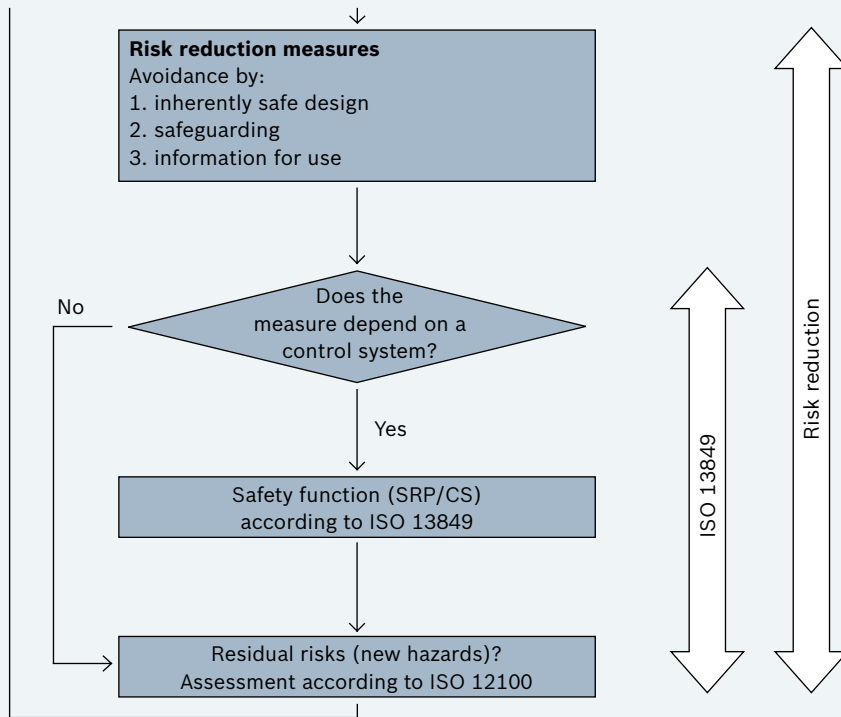 Risk reduction measures
Avoidance by:
1. inherently safe design
2. safeguarding
3. information for use
Does the
measure depend on a
control system?
No
Yes
Safety function (SRP/CS)
according to ISO 13849
Residual risks (new hazards)?
Assessment according to ISO 12100
ISO 13849
Risk reduction